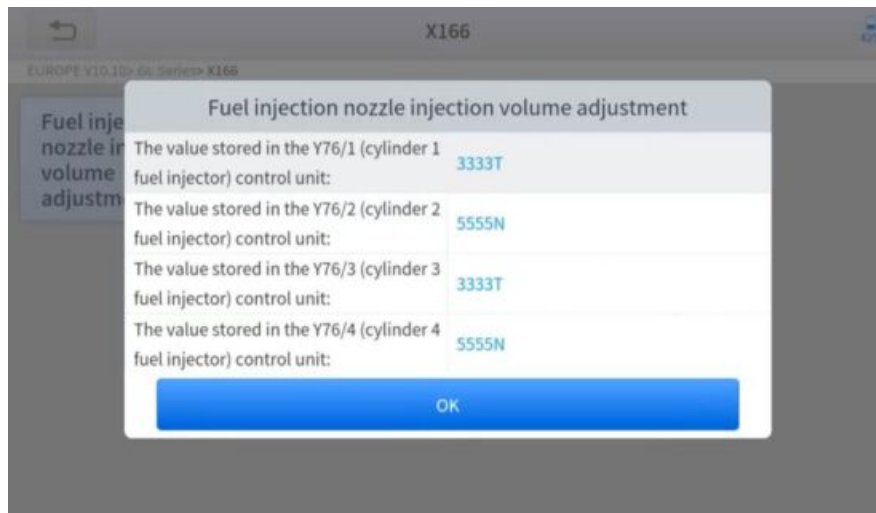 X166
EUROPE V10.10> GL Series> X166
Fuel inje
nozzle in
volume
adjustm
Fuel injection nozzle injection volume adjustment
The value stored in the Y76/1 (cylinder 1
fuel injector) control unit:
3333T
The value stored in the Y76/2 (cylinder 2
fuel injector) control unit:
5555N
The value stored in the Y76/3 (cylinder 3
fuel injector) control unit:
3333T
The value stored in the Y76/4 (cylinder 4
fuel injector) control unit:
5555N
OK